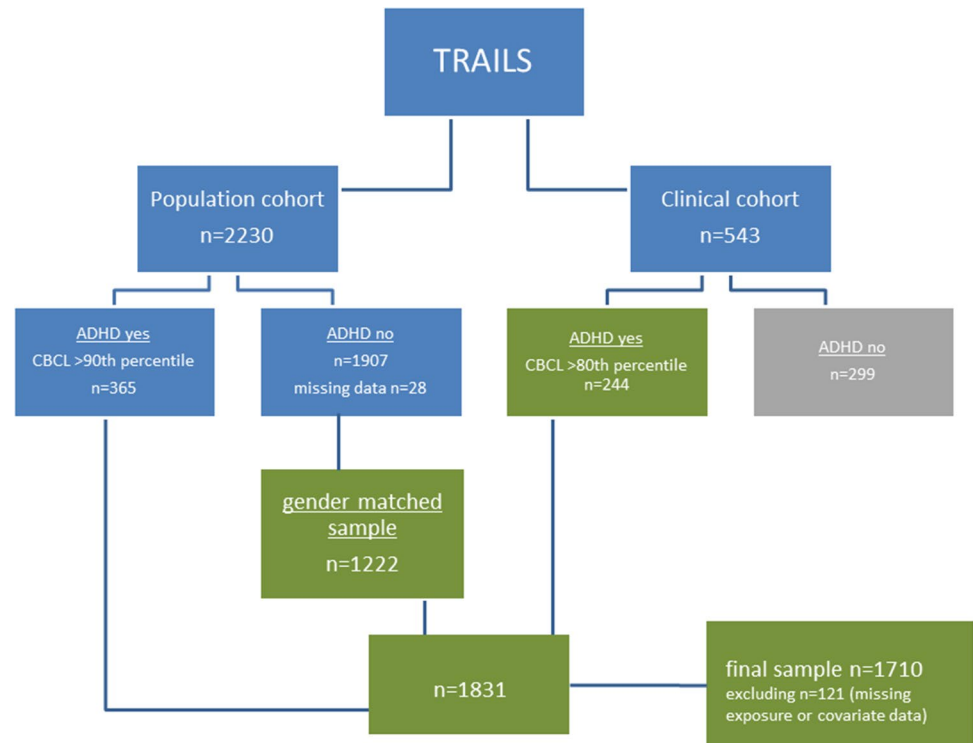 TRAILS
Population cohort
n=2230
Clinical cohort
n=543
ADHD yes
CBCL >90th percentile
n=365
ADHD no
n=1907
missing data n=28
ADHD yes
CBCL >80th percentile
n=244
ADHD no
n=299
gender matched
sample
n=1222
n=1831
final sample n=1710
excluding n=121 (missing
exposure or covariate data)